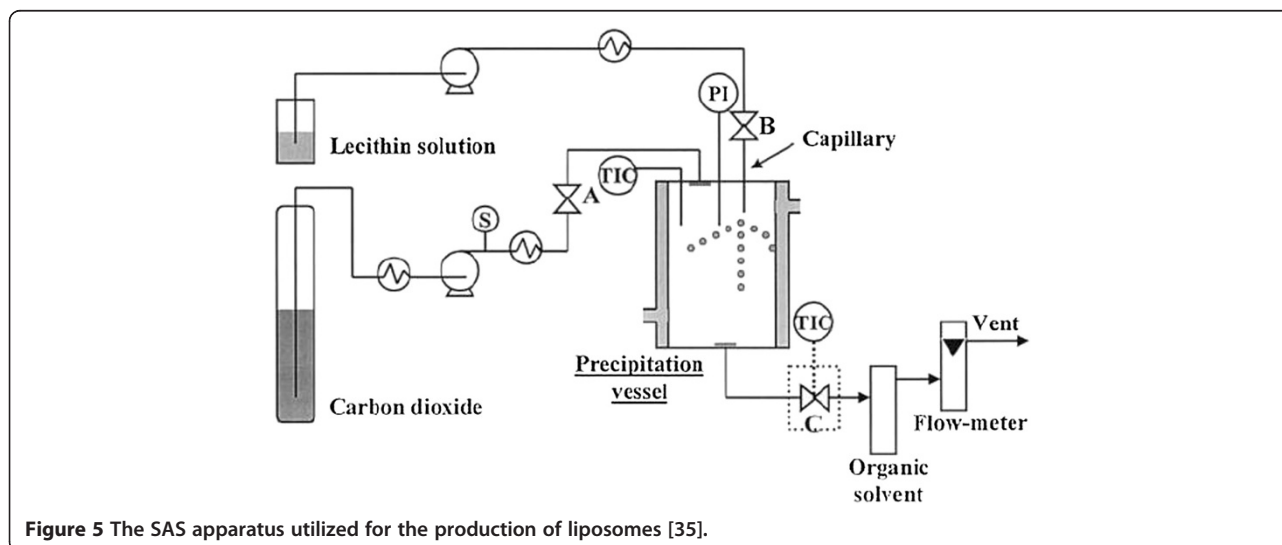 PI
B
Lecithin solution
Capillary
TIC
A
S
TIC
Vent
Precipitation
vessel
Carbon dioxide
C
Flow-meter
Organic
solvent
Figure 5 The SAS apparatus utilized for the production of liposomes [35].